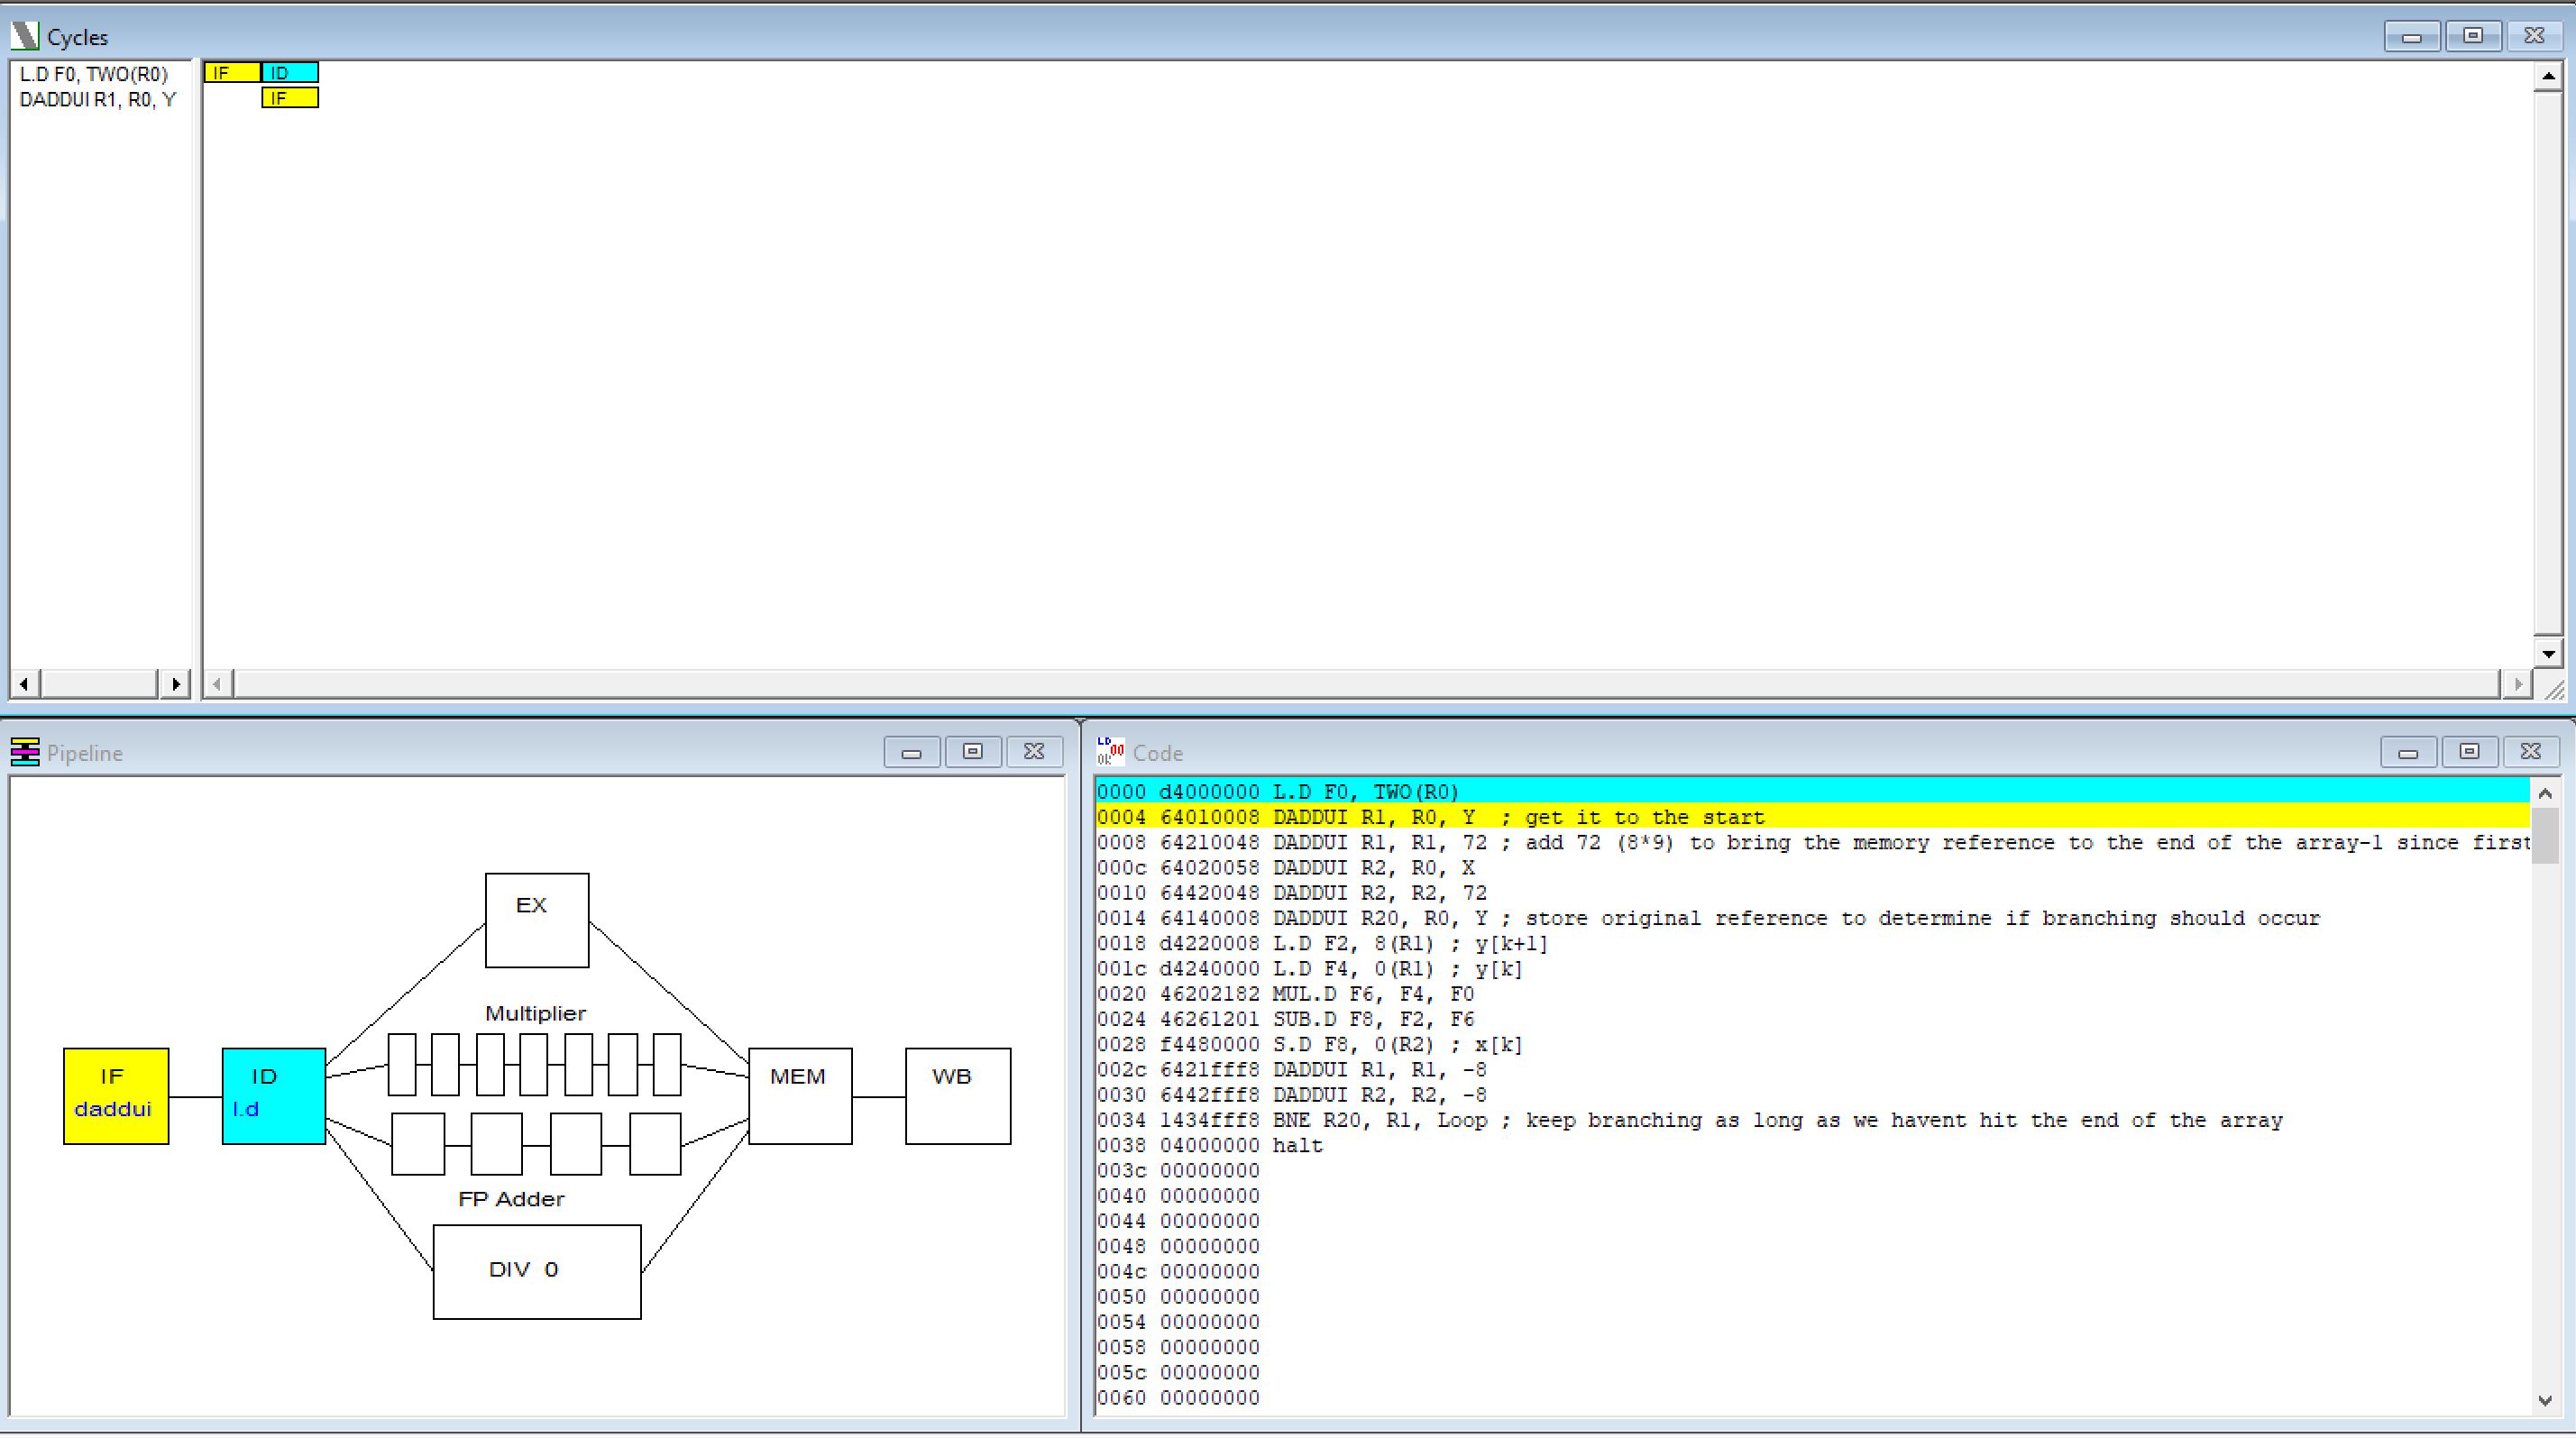 Cycles
L.D F0, TWO(R0)
DADDUI R1, R0, Y
IF ID
IF
Pipeline
EX
Multiplier
IF
daddui
ID
l.d
MEM
WB
FP Adder
DIV 0
Code
0000 d4000000 L.D F0, TWO(R0)
0004 64010008 DADDUI R1, R0, Y ; get it to the start
0008 64210048 DADDUI R1, R1, 72 ; add 72 (8*9) to bring the memory reference to the end of the array-1 since first
000c 64020058 DADDUI R2, R0, X
0010 64420048 DADDUI R2, R2, 72
0014 64140008 DADDUI R20, R0, Y ; store original reference to determine if branching should occur
0018 d4220008 L.D F2, 8(R1) ; y[k+1]
001c d4240000 L.D F4, 0(R1) ; y[k]
0020 46202182 MUL.D F6, F4, F0
0024 46261201 SUB.D F8, F2, F6
0028 f4480000 S.D F8, 0(R2) ; x[k]
002c 6421fff8 DADDUI R1, R1, -8
0030 6442fff8 DADDUI R2, R2, -8
0034 1434fff8 BNE R20, R1, Loop ; keep branching as long as we havent hit the end of the array
0038 04000000 halt
003c 00000000
0040 00000000
0044 00000000
0048 00000000
004c 00000000
0050 00000000
0054 00000000
0058 00000000
005c 00000000
0060 00000000